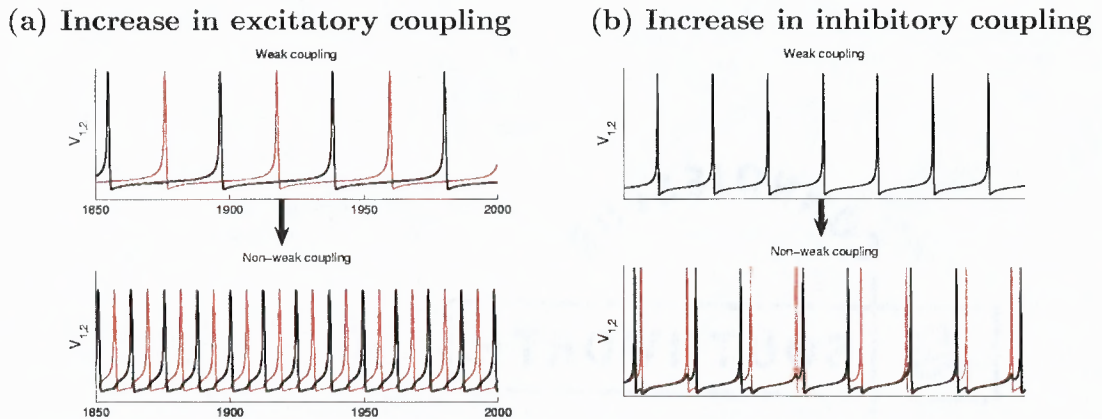 (a) Increase in excitatory coupling
Weak coupling
V1,2
1850 1900 1950 2000
Non-weak coupling
V1,2
1850 1900 1950 2000
(b) Increase in inhibitory coupling
Weak coupling
V1,2
Non-weak coupling
V1,2